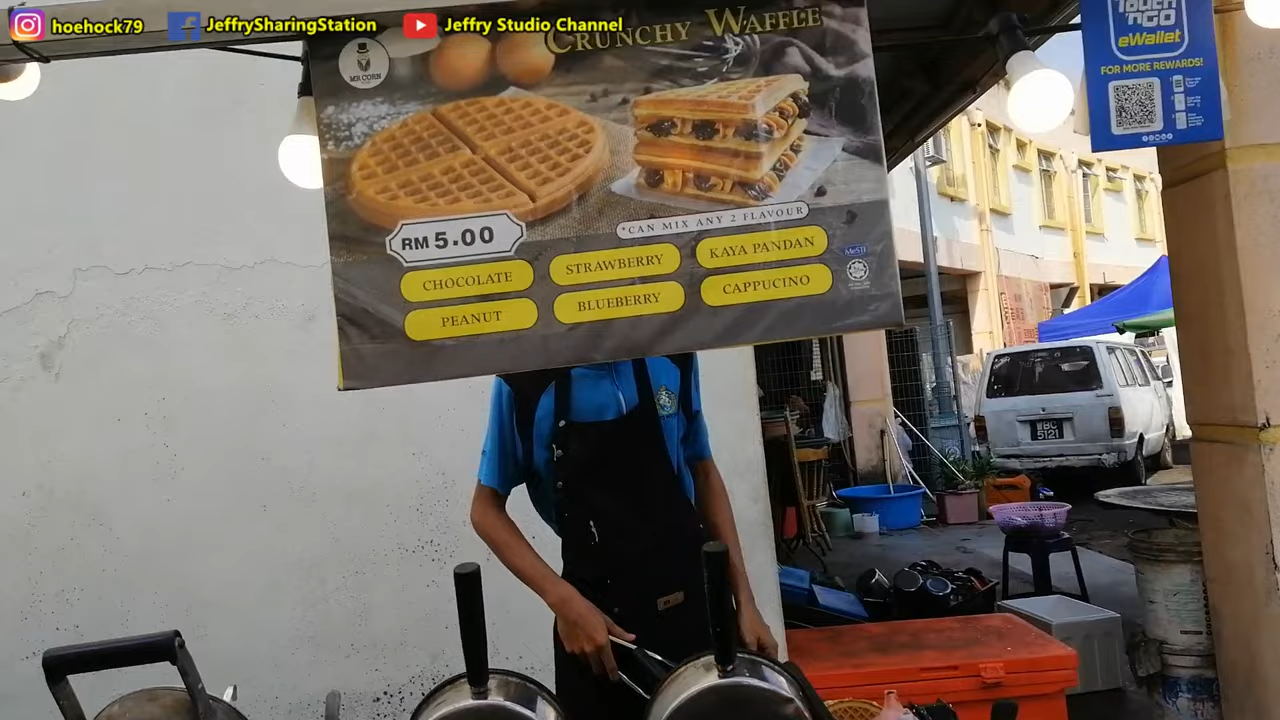 hoehock79
JeffrySharingStation
Jeffry Studio Channel
CRUNCHY WAFFLE
MR CORN
RM 5.00
*CAN MIX ANY 2 FLAVOUR
CHOCOLATE
STRAWBERRY
KAYA PANDAN
PEANUT
BLUEBERRY
CAPPUCINO
MeSTI
Touch
'nGO
eWallet
FOR MORE REWARDS!
WBC
5121